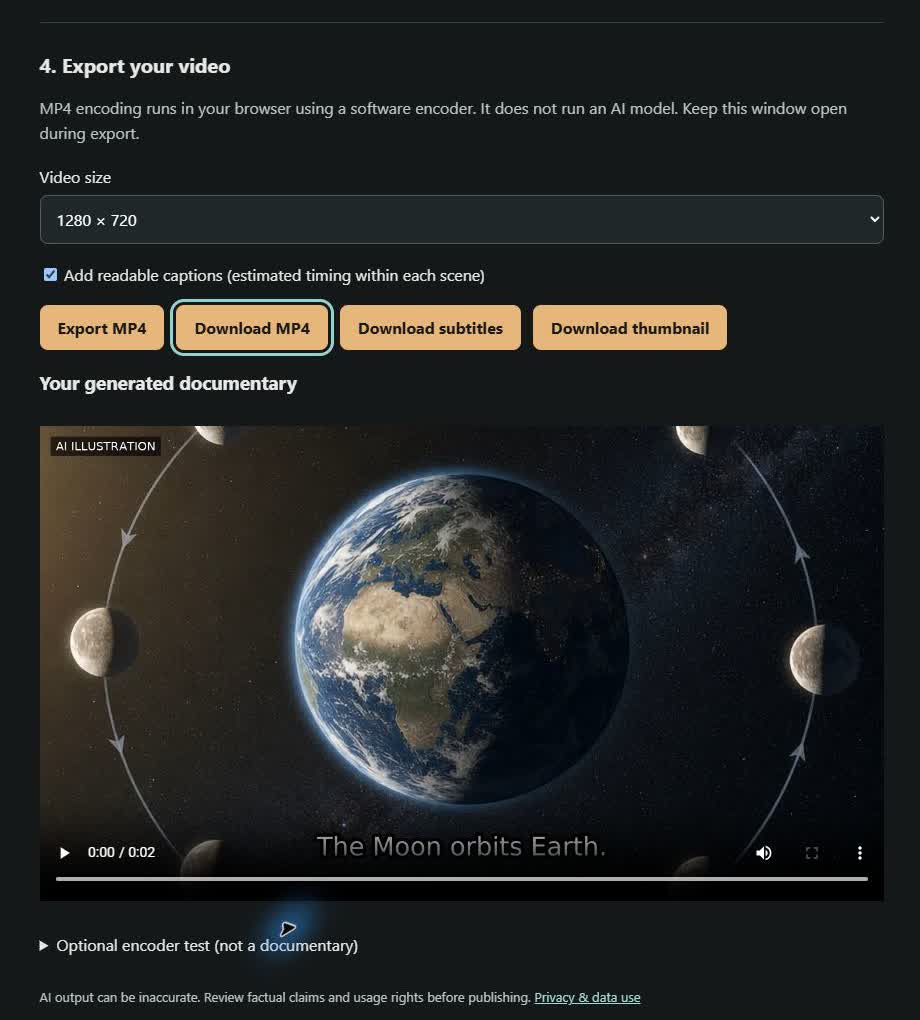 4. Export your video
MP4 encoding runs in your browser using a software encoder. It does not run an AI model. Keep this window open
during export.
Video size
1280 × 720
Add readable captions (estimated timing within each scene)
Export MP4
Download MP4
Download subtitles
Download thumbnail
Your generated documentary
AI ILLUSTRATION
The Moon orbits Earth.
0:00 / 0:02
Optional encoder test (not a documentary)
AI output can be inaccurate. Review factual claims and usage rights before publishing. Privacy & data use